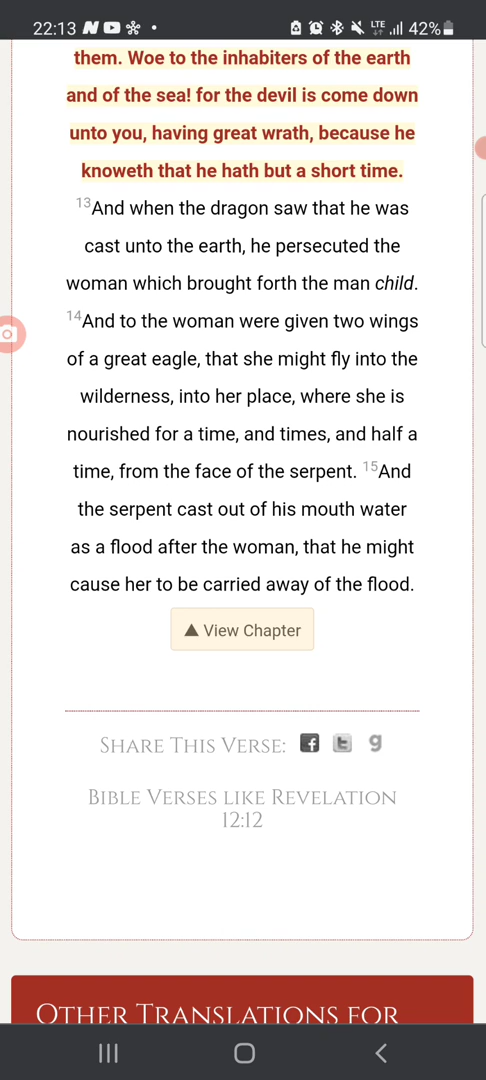 22:13 LTE 42%
them. Woe to the inhabiters of the earth
and of the sea! for the devil is come down
unto you, having great wrath, because he
knoweth that he hath but a short time.
13And when the dragon saw that he was
cast unto the earth, he persecuted the
woman which brought forth the man child.
14And to the woman were given two wings
of a great eagle, that she might fly into the
wilderness, into her place, where she is
nourished for a time, and times, and half a
time, from the face of the serpent. 15And
the serpent cast out of his mouth water
as a flood after the woman, that he might
cause her to be carried away of the flood.
▲ View Chapter
Share This Verse: f t g
Bible Verses like Revelation
12:12
Other Translations for